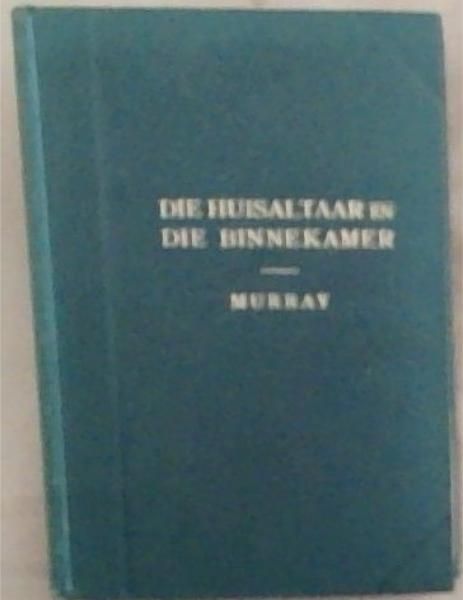 DIE HUISALTAAR EN
DIE BINNEKAMER
MURRAY